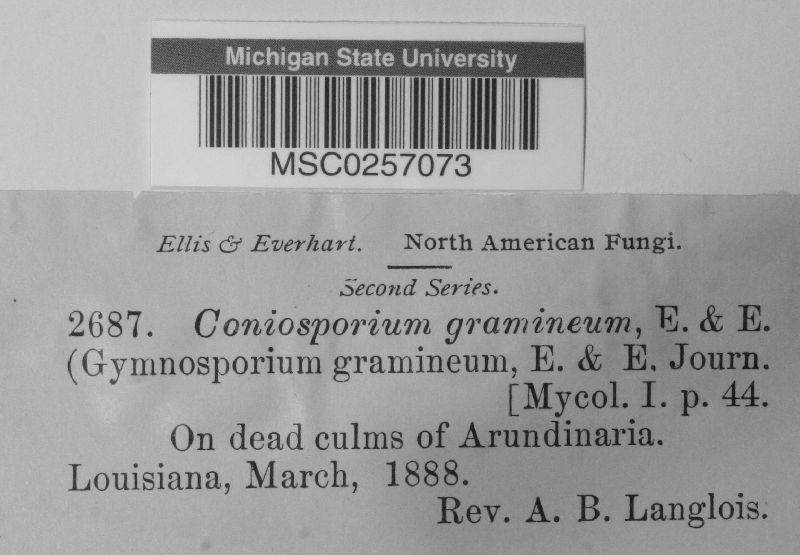 Michigan State University
MSC0257073
Ellis & Everhart. North American Fungi.
Second Series.
2687. Coniosporium gramineum, E. & E.
(Gymnosporium gramineum, E. & E. Journ.
[Mycol. I. p. 44.
On dead culms of Arundinaria.
Louisiana, March, 1888.
Rev. A. B. Langlois.